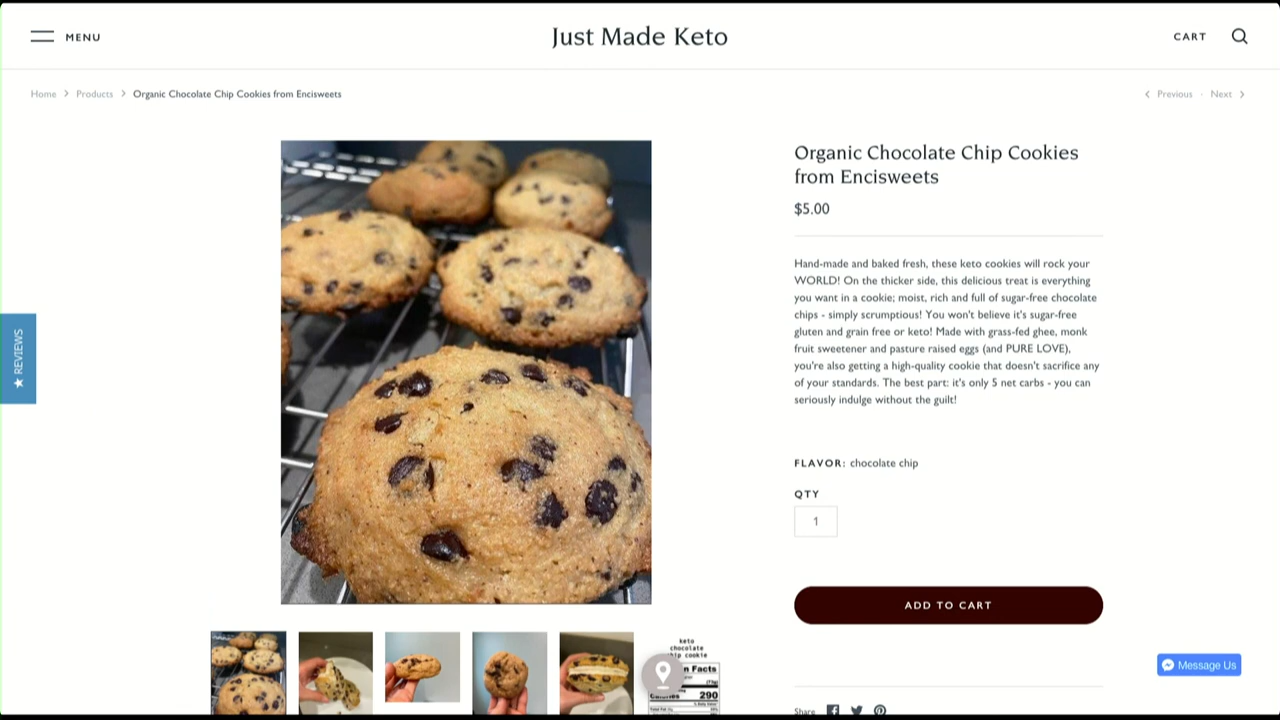 MENU
Just Made Keto
CART
Home > Products > Organic Chocolate Chip Cookies from Encisweets
Previous · Next
Organic Chocolate Chip Cookies
from Encisweets
$5.00
Hand-made and baked fresh, these keto cookies will rock your
WORLD! On the thicker side, this delicious treat is everything
you want in a cookie; moist, rich and full of sugar-free chocolate
chips - simply scrumptious! You won't believe it's sugar-free
gluten and grain free or keto! Made with grass-fed ghee, monk
fruit sweetener and pasture raised eggs (and PURE LOVE),
you're also getting a high-quality cookie that doesn't sacrifice any
of your standards. The best part: it's only 5 net carbs - you can
seriously indulge without the guilt!
FLAVOR: chocolate chip
QTY
1
ADD TO CART
★ REVIEWS
keto
chocolate
chip cookie
Facts
290
Message Us
Share